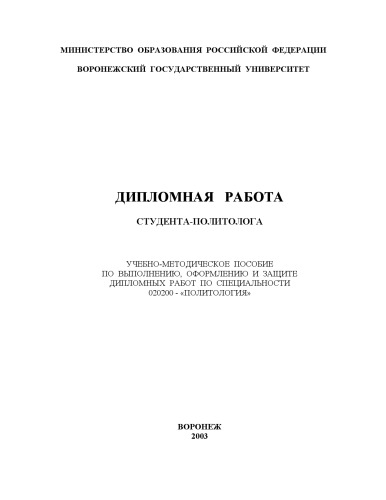 МИНИСТЕРСТВО ОБРАЗОВАНИЯ РОССИЙСКОЙ ФЕДЕРАЦИИ
ВОРОНЕЖСКИЙ ГОСУДАРСТВЕННЫЙ УНИВЕРСИТЕТ
ДИПЛОМНАЯ РАБОТА
СТУДЕНТА-ПОЛИТОЛОГА
УЧЕБНО-МЕТОДИЧЕСКОЕ ПОСОБИЕ
ПО ВЫПОЛНЕНИЮ, ОФОРМЛЕНИЮ И ЗАЩИТЕ
ДИПЛОМНЫХ РАБОТ ПО СПЕЦИАЛЬНОСТИ
020200 - «ПОЛИТОЛОГИЯ»
ВОРОНЕЖ
2003